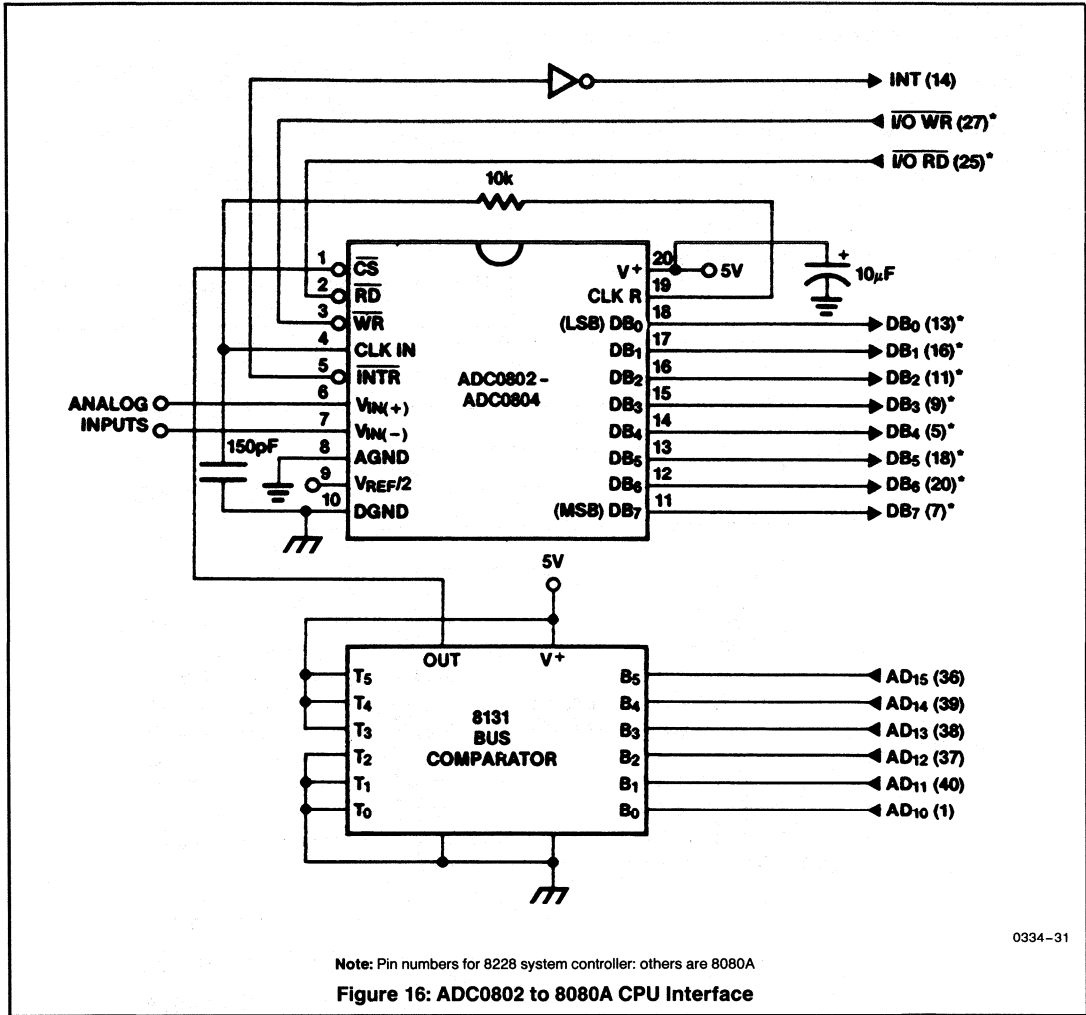 INT (14)
I/O WR (27)*
I/O RD (25)*
10k
1 CS
2 RD
3 WR
4 CLK IN
5 INTR
6 VIN(+)
7 VIN(−)
8 AGND
9 VREF/2
10 DGND
ANALOG
INPUTS
150pF
ADC0802 -
ADC0804
V+ 20
5V
10µF
+
CLK R 19
(LSB) DB0 18
DB1 17
DB2 16
DB3 15
DB4 14
DB5 13
DB6 12
(MSB) DB7 11
DB0 (13)*
DB1 (16)*
DB2 (11)*
DB3 (9)*
DB4 (5)*
DB5 (18)*
DB6 (20)*
DB7 (7)*
5V
OUT V+
T5
T4
T3
T2
T1
T0
8131
BUS
COMPARATOR
B5
B4
B3
B2
B1
B0
AD15 (36)
AD14 (39)
AD13 (38)
AD12 (37)
AD11 (40)
AD10 (1)
0334–31
Note: Pin numbers for 8228 system controller: others are 8080A
Figure 16: ADC0802 to 8080A CPU Interface